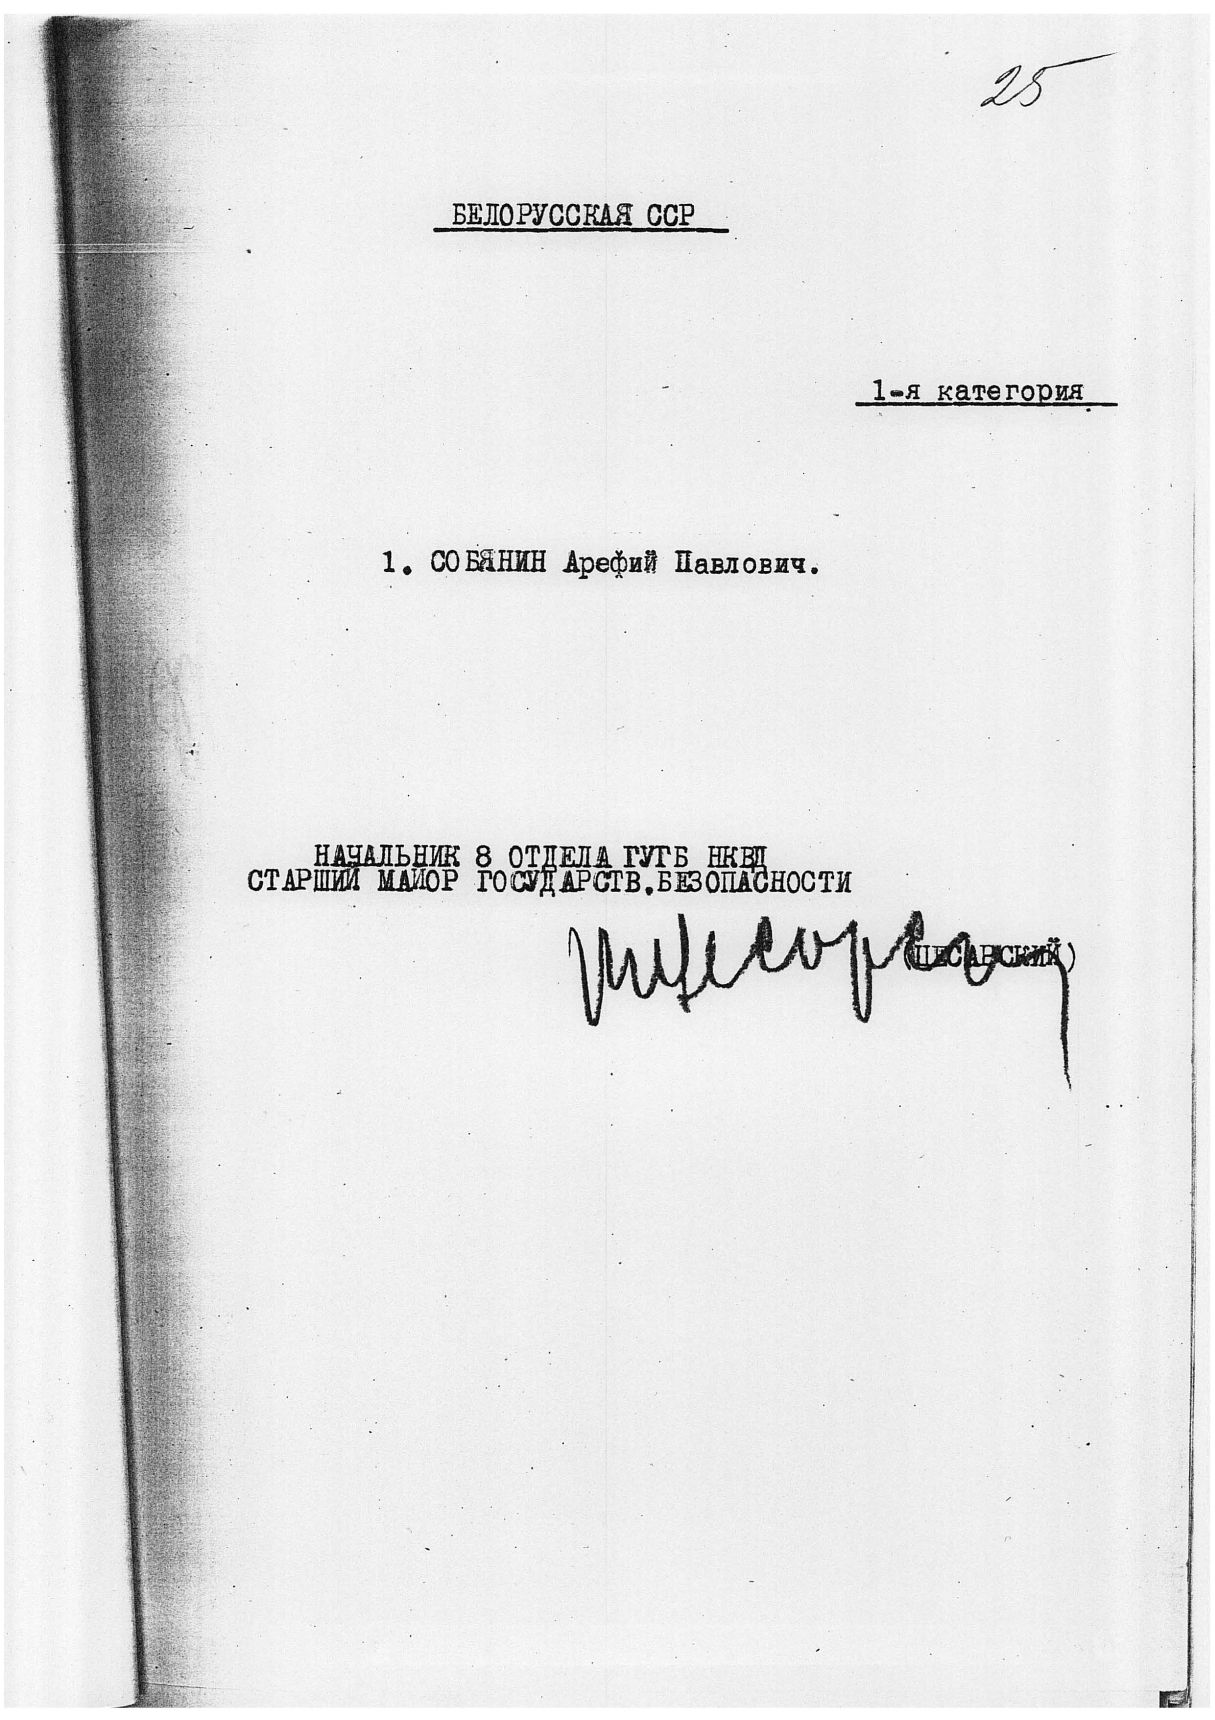 25
БЕЛОРУССКАЯ ССР
1-я категория
1. СОБЯНИН Арефий Павлович.
НАЧАЛЬНИК 8 ОТДЕЛА ГУГБ НКВД
СТАРШИЙ МАЙОР ГОСУДАРСТВ.БЕЗОПАСНОСТИ
(ЦЕСАРСКИЙ)